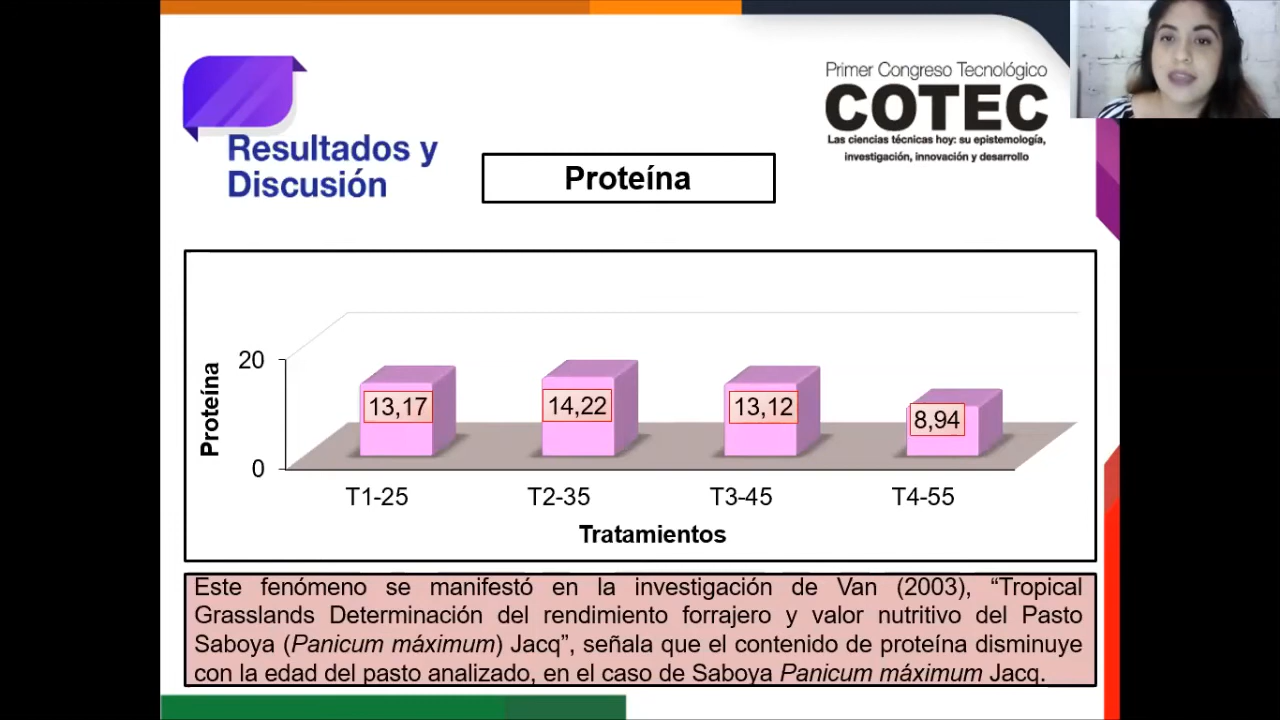 Primer Congreso Tecnológico
COTEC
Las ciencias técnicas hoy: su epistemología,
investigación, innovación y desarrollo
Resultados y
Discusión
Proteína
Proteína
20
0
13,17
14,22
13,12
8,94
T1-25
T2-35
T3-45
T4-55
Tratamientos
Este fenómeno se manifestó en la investigación de Van (2003), “Tropical
Grasslands Determinación del rendimiento forrajero y valor nutritivo del Pasto
Saboya (Panicum máximum) Jacq”, señala que el contenido de proteína disminuye
con la edad del pasto analizado, en el caso de Saboya Panicum máximum Jacq.